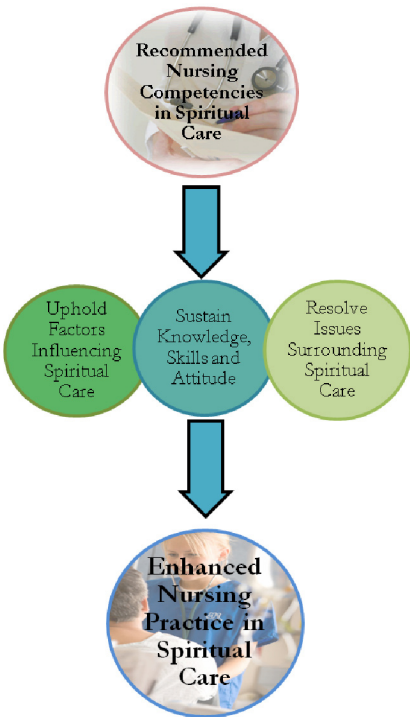 Recommended
Nursing
Competencies
in Spiritual
Care
Uphold
Factors
Influencing
Spiritual
Care
Sustain
Knowledge,
Skills and
Attitude
Resolve
Issues
Surrounding
Spiritual
Care
Enhanced
Nursing
Practice in
Spiritual
Care